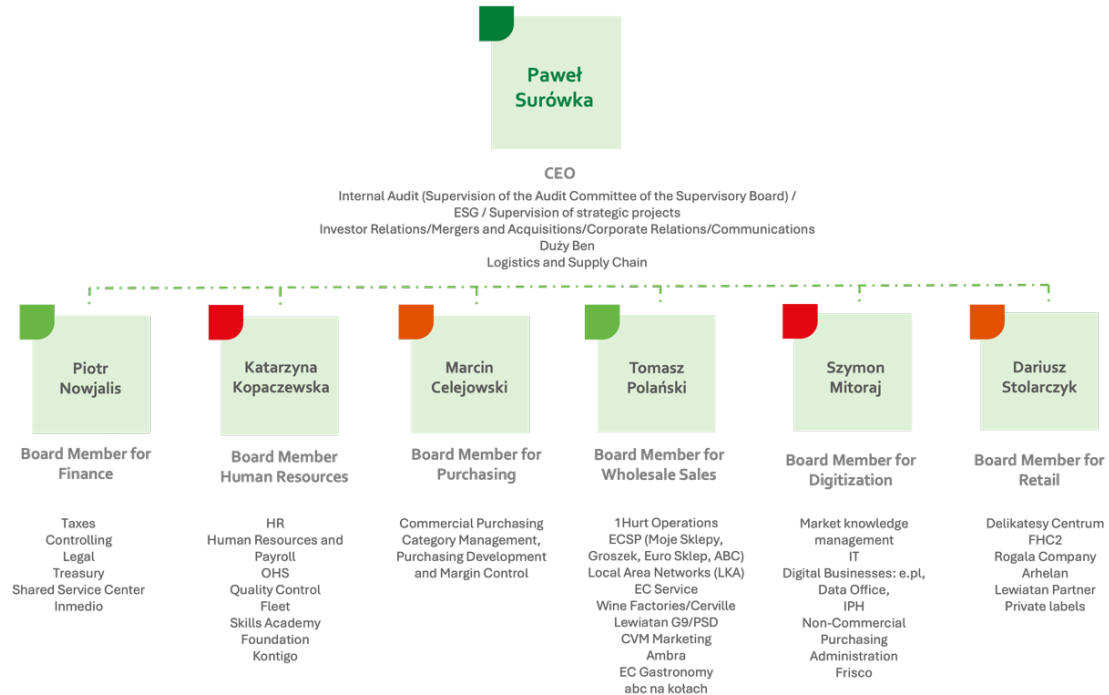 Paweł
Surówka
CEO
Internal Audit (Supervision of the Audit Committee of the Supervisory Board) /
ESG / Supervision of strategic projects
Investor Relations/Mergers and Acquisitions/Corporate Relations/Communications
Duży Ben
Logistics and Supply Chain
Piotr
Nowjalis
Board Member for
Finance
Taxes
Controlling
Legal
Treasury
Shared Service Center
Inmedio
Katarzyna
Kopaczewska
Board Member
Human Resources
HR
Human Resources and
Payroll
OHS
Quality Control
Fleet
Skills Academy
Foundation
Kontigo
Marcin
Celejowski
Board Member for
Purchasing
Commercial Purchasing
Category Management,
Purchasing Development
and Margin Control
Tomasz
Polański
Board Member for
Wholesale Sales
1Hurt Operations
ECSP (Moje Sklepy,
Groszek, Euro Sklep, ABC)
Local Area Networks (LKA)
EC Service
Wine Factories/Cerville
Lewiatan G9/PSD
CVM Marketing
Ambra
EC Gastronomy
abc na kołach
Szymon
Mitoraj
Board Member for
Digitization
Market knowledge
management
IT
Digital Businesses: e.pl,
Data Office,
IPH
Non-Commercial
Purchasing
Administration
Frisco
Dariusz
Stolarczyk
Board Member for
Retail
Delikatesy Centrum
FHC2
Rogala Company
Arhelan
Lewiatan Partner
Private labels